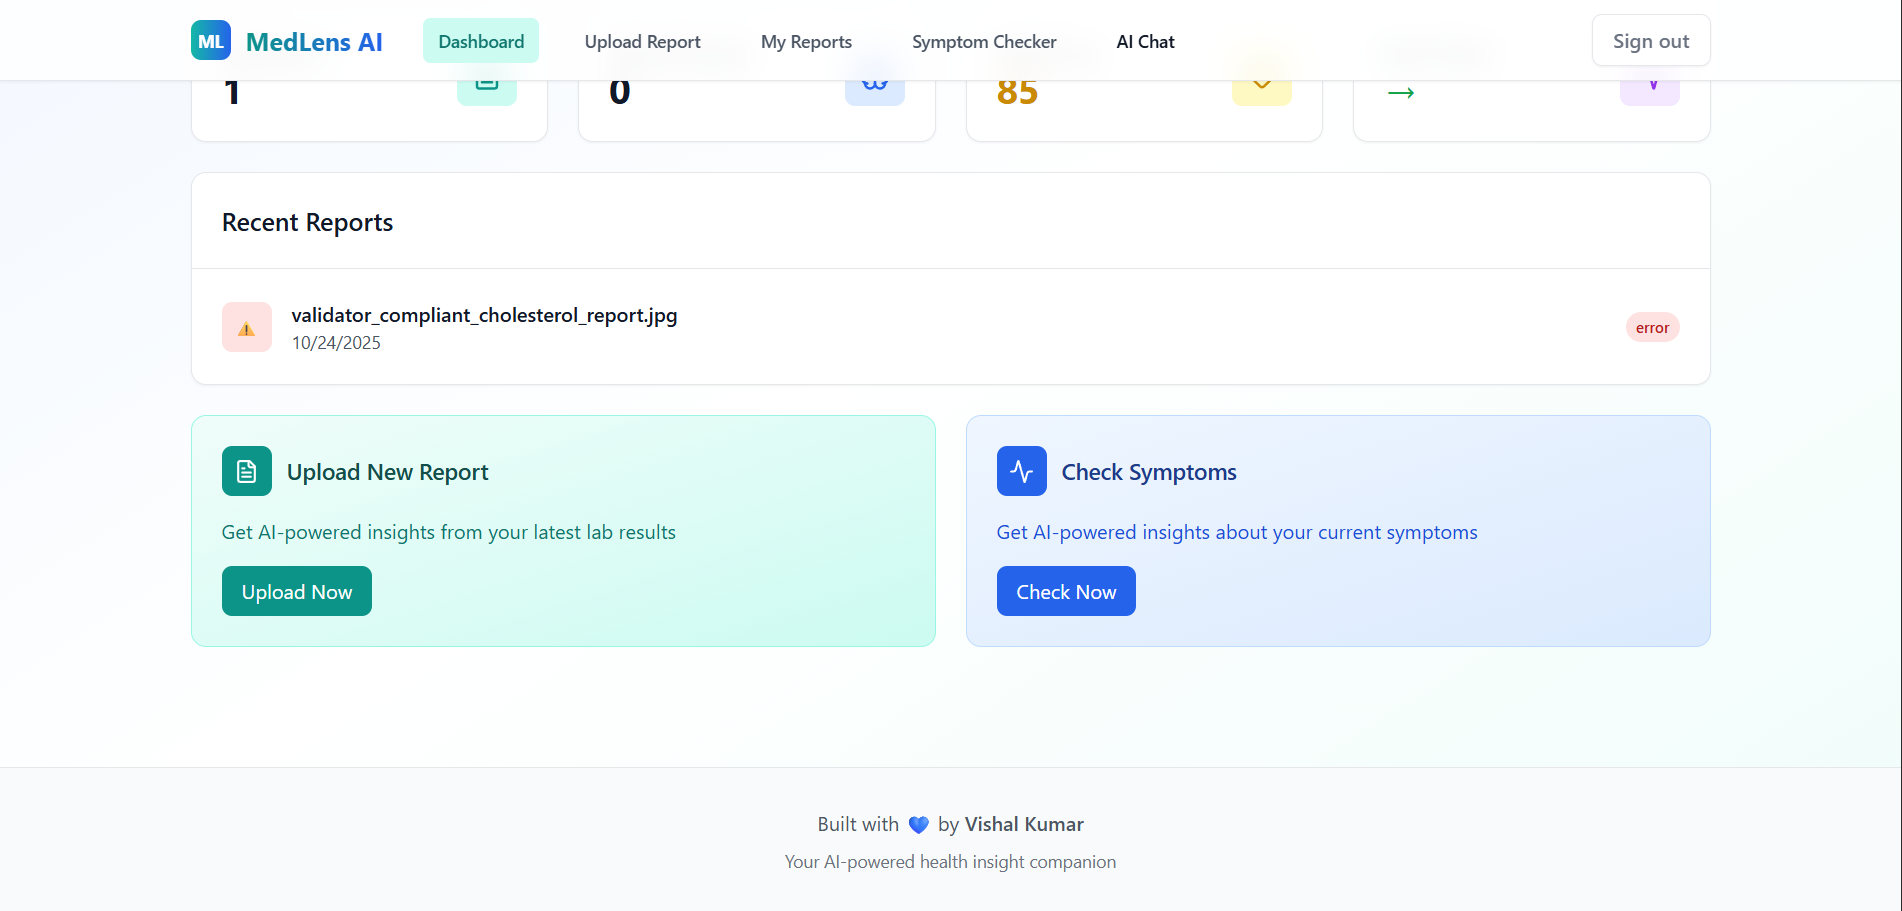 ML MedLens AI Dashboard Upload Report My Reports Symptom Checker AI Chat Sign out
1 0 85 →
Recent Reports
validator_compliant_cholesterol_report.jpg
10/24/2025
error
Upload New Report
Get AI-powered insights from your latest lab results
Upload Now
Check Symptoms
Get AI-powered insights about your current symptoms
Check Now
Built with 💙 by Vishal Kumar
Your AI-powered health insight companion